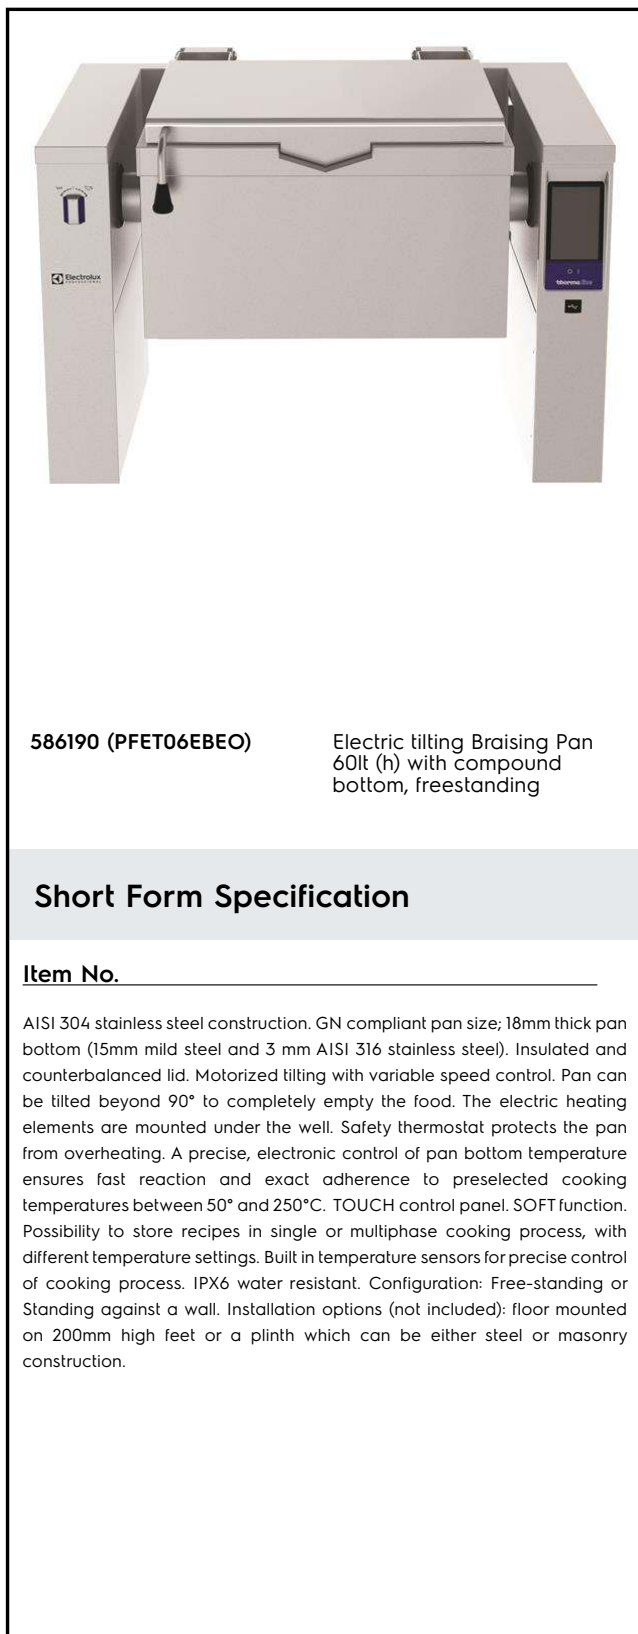 Electrolux
PROFESSIONAL
thermaline
586190 (PFET06EBEO)
Electric tilting Braising Pan
60lt (h) with compound
bottom, freestanding
Short Form Specification
Item No.
AISI 304 stainless steel construction. GN compliant pan size; 18mm thick pan
bottom (15mm mild steel and 3 mm AISI 316 stainless steel). Insulated and
counterbalanced lid. Motorized tilting with variable speed control. Pan can
be tilted beyond 90° to completely empty the food. The electric heating
elements are mounted under the well. Safety thermostat protects the pan
from overheating. A precise, electronic control of pan bottom temperature
ensures fast reaction and exact adherence to preselected cooking
temperatures between 50° and 250°C. TOUCH control panel. SOFT function.
Possibility to store recipes in single or multiphase cooking process, with
different temperature settings. Built in temperature sensors for precise control
of cooking process. IPX6 water resistant. Configuration: Free-standing or
Standing against a wall. Installation options (not included): floor mounted
on 200mm high feet or a plinth which can be either steel or masonry
construction.